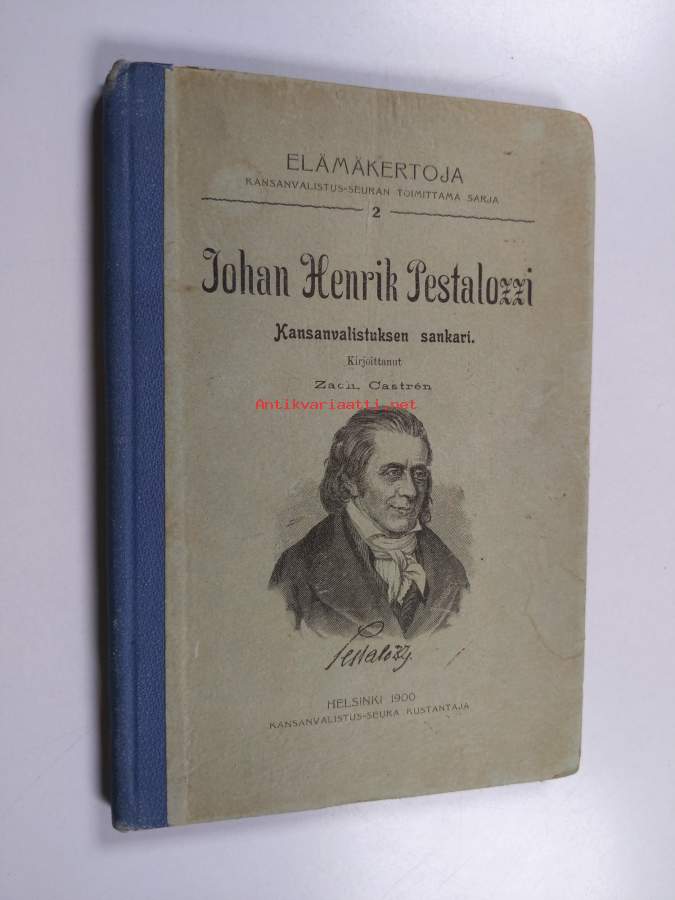 ELÄMÄKERTOJA
KANSANVALISTUS-SEURAN TOIMITTAMA SARJA
2
Johan Henrik Pestalozzi
Kansanvalistuksen sankari.
Kirjoittanut
Zach. Castrén
Antikvariaatti.net
Pestalozzj.
HELSINKI 1900
KANSANVALISTUS-SEURA KUSTANTAJA